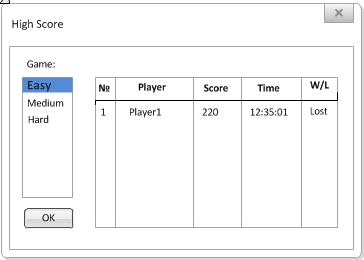 High Score
Game:
Easy
Medium
Hard
№ Player Score Time W/L
1 Player1 220 12:35:01 Lost
OK